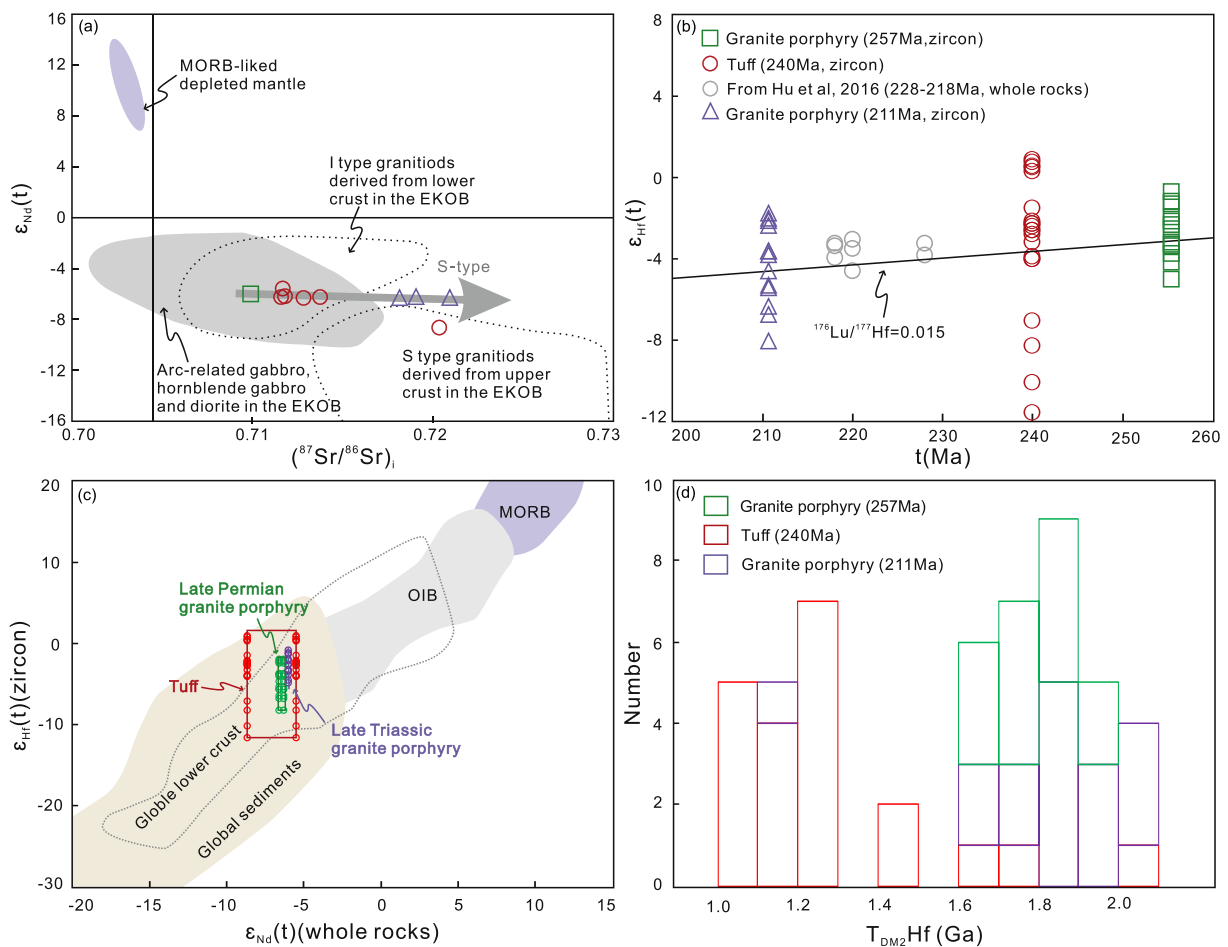 (a)
16
12
8
4
0
-4
-8
-12
-16
εNd(t)
MORB-liked
depleted mantle
I type granitiods
derived from lower
crust in the EKOB
S-type
Arc-related gabbro,
hornblende gabbro
and diorite in the EKOB
S type granitiods
derived from upper
crust in the EKOB
0.70
0.71
0.72
0.73
(⁸⁷Sr/⁸⁶Sr)i
(b)
8
4
0
-4
-8
-12
εHf(t)
Granite porphyry (257Ma,zircon)
Tuff (240Ma, zircon)
From Hu et al, 2016 (228-218Ma, whole rocks)
Granite porphyry (211Ma, zircon)
¹⁷⁶Lu/¹⁷⁷Hf=0.015
200
210
220
230
240
250
260
t(Ma)
(c)
20
10
0
-10
-20
-30
εHf(t)(zircon)
MORB
OIB
Late Permian
granite porphyry
Tuff
Late Triassic
granite porphyry
Globle lower crust
Global sediments
-20
-15
-10
-5
0
5
10
15
εNd(t)(whole rocks)
(d)
10
8
6
4
2
0
Number
Granite porphyry (257Ma)
Tuff (240Ma)
Granite porphyry (211Ma)
1.0
1.2
1.4
1.6
1.8
2.0
TDM2Hf (Ga)